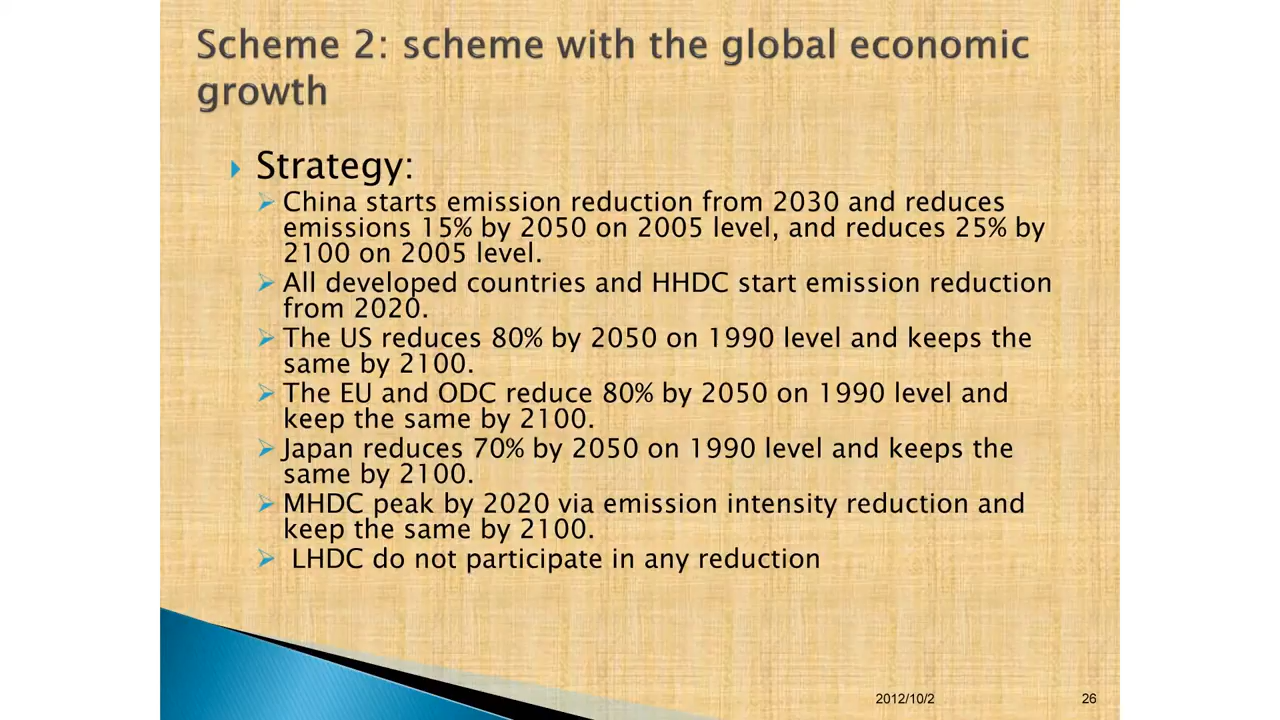 Scheme 2: scheme with the global economic
growth
Strategy:
China starts emission reduction from 2030 and reduces
emissions 15% by 2050 on 2005 level, and reduces 25% by
2100 on 2005 level.
All developed countries and HHDC start emission reduction
from 2020.
The US reduces 80% by 2050 on 1990 level and keeps the
same by 2100.
The EU and ODC reduce 80% by 2050 on 1990 level and
keep the same by 2100.
Japan reduces 70% by 2050 on 1990 level and keeps the
same by 2100.
MHDC peak by 2020 via emission intensity reduction and
keep the same by 2100.
LHDC do not participate in any reduction
2012/10/2 26